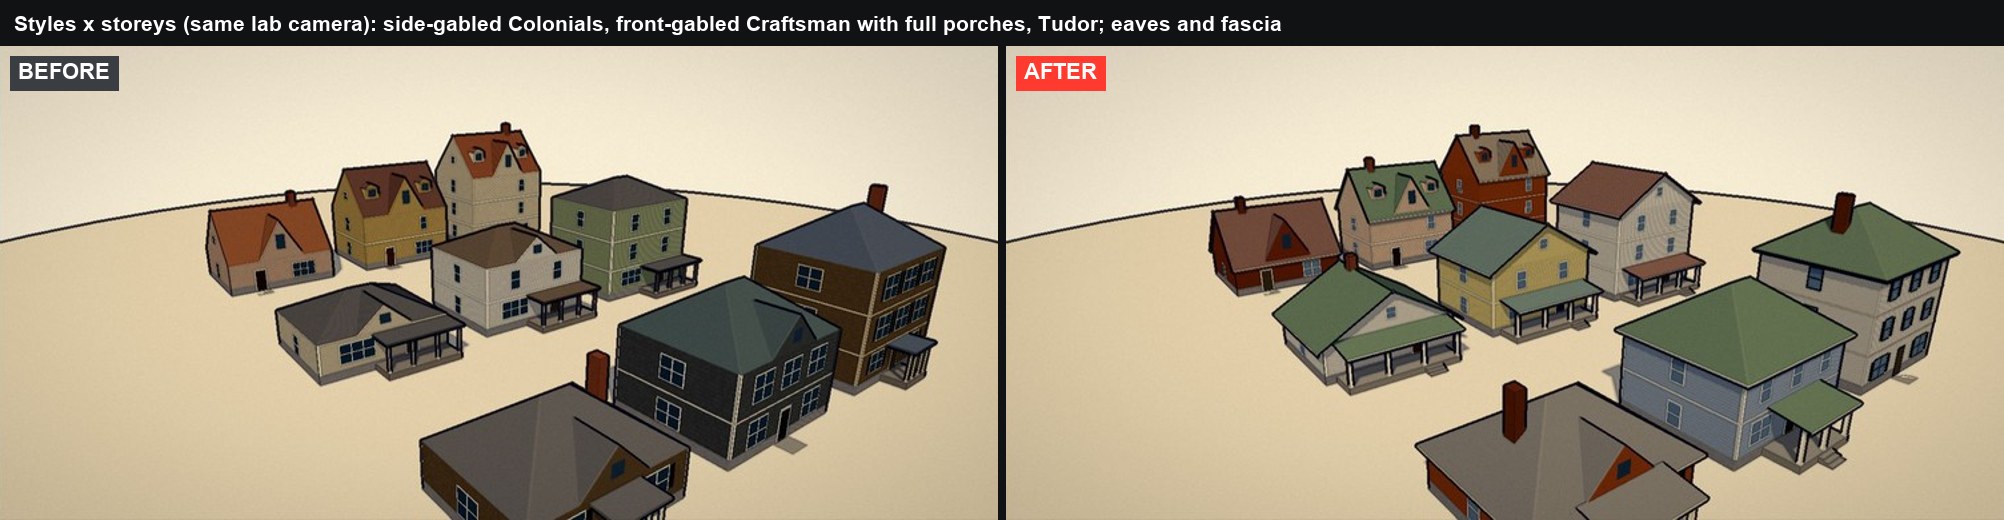 Styles x storeys (same lab camera): side-gabled Colonials, front-gabled Craftsman with full porches, Tudor; eaves and fascia
BEFORE
AFTER